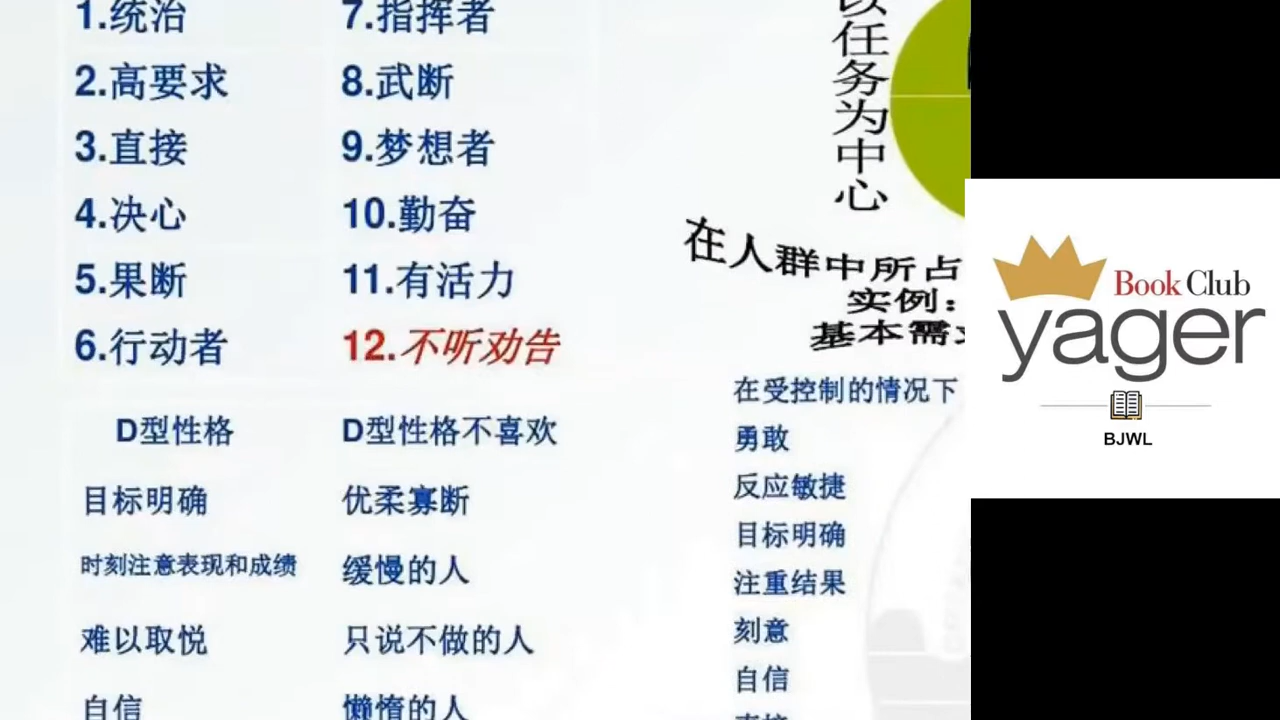 1.统治
7.指挥者
2.高要求
8.武断
3.直接
9.梦想者
4.决心
10.勤奋
5.果断
11.有活力
6.行动者
12.不听劝告
D型性格
D型性格不喜欢
目标明确
优柔寡断
时刻注意表现和成绩
缓慢的人
难以取悦
只说不做的人
自信
懒惰的人
以任务为中心
在人群中所占
实例：
基本需
在受控制的情况下
勇敢
反应敏捷
目标明确
注重结果
刻意
自信
直接
Book Club
yager
BJWL